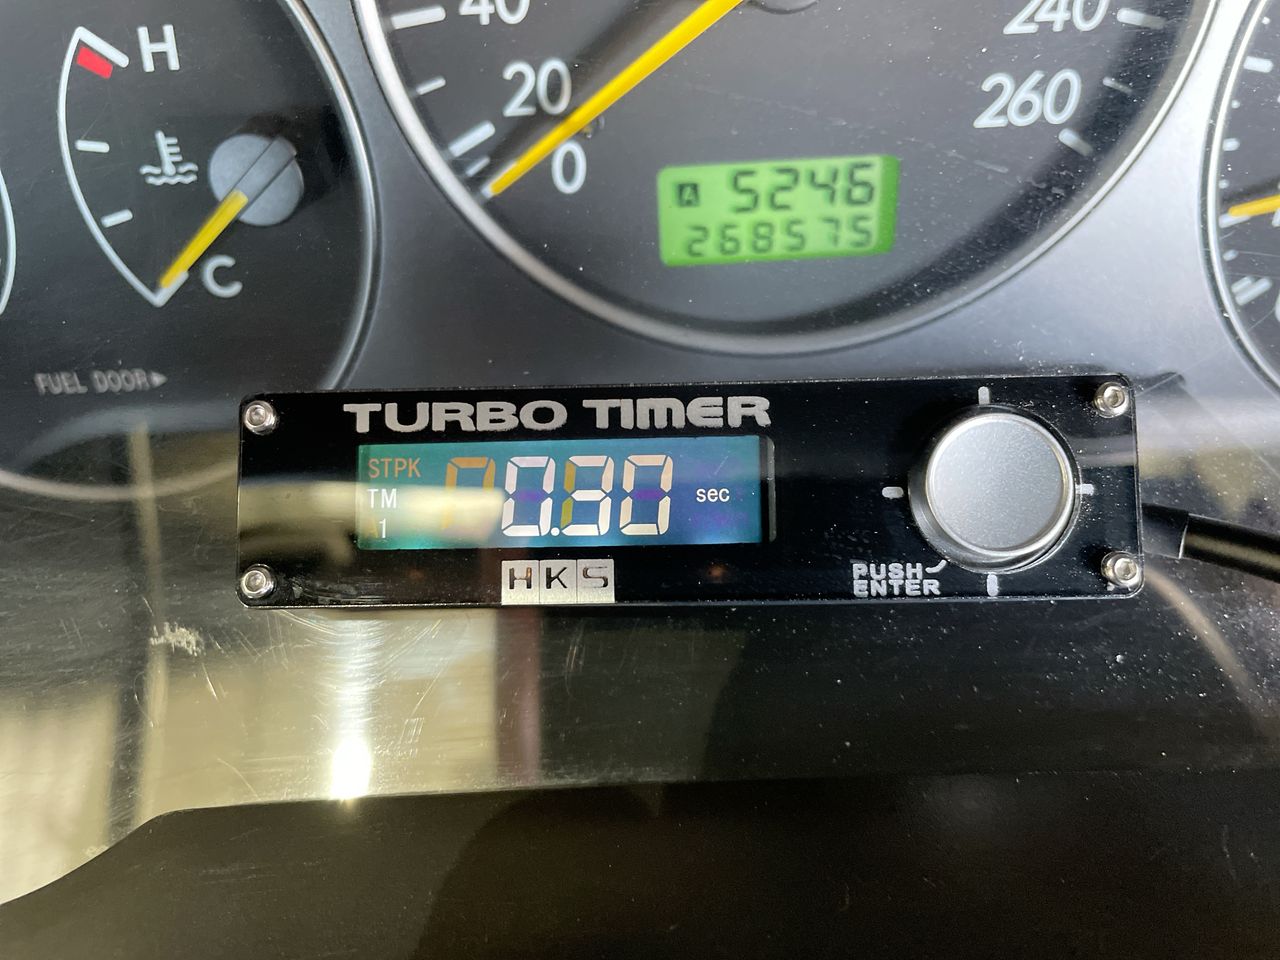 40
240
H
20
260
0
A 5246
268575
C
FUEL DOOR▸
TURBO TIMER
STPK
TM
A1
0.30 sec
HKS
PUSH
ENTER